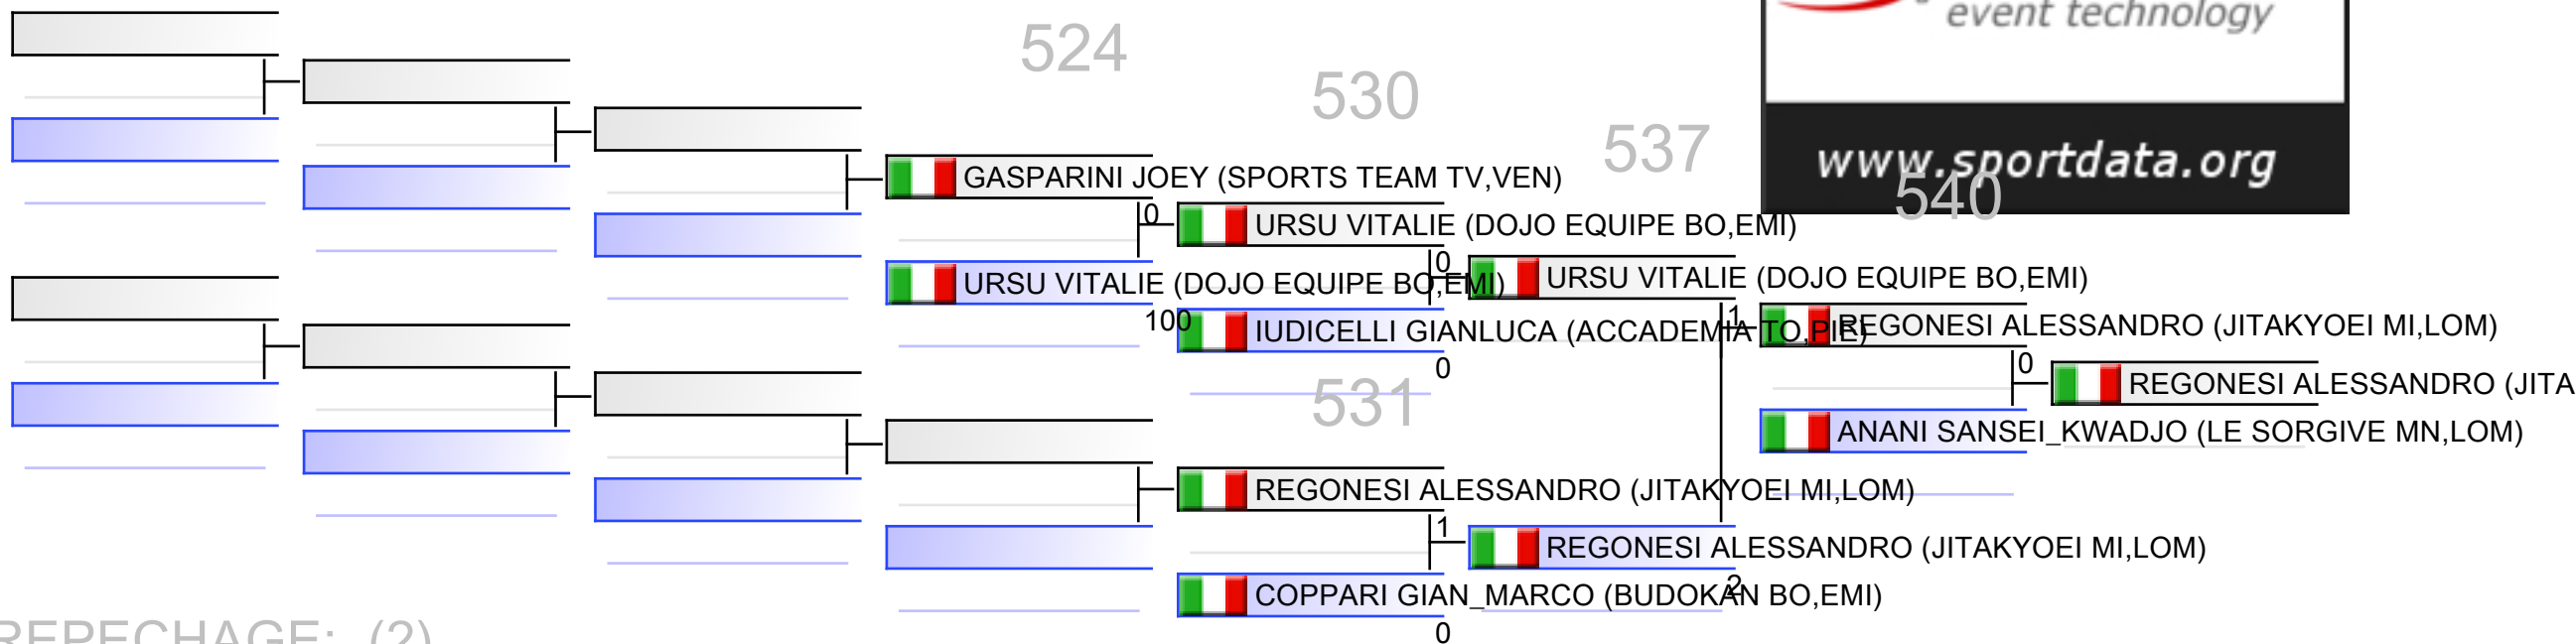 event technology
524
530
537
www.sportdata.org
540
GASPARINI JOEY (SPORTS TEAM TV,VEN)
0
URSU VITALIE (DOJO EQUIPE BO,EMI)
0
URSU VITALIE (DOJO EQUIPE BO,EMI)
URSU VITALIE (DOJO EQUIPE BO,EMI)
100
IUDICELLI GIANLUCA (ACCADEMIA TO,PIE)
1
REGONESI ALESSANDRO (JITAKYOEI MI,LOM)
0
0
REGONESI ALESSANDRO (JITA
531
ANANI SANSEI_KWADJO (LE SORGIVE MN,LOM)
REGONESI ALESSANDRO (JITAKYOEI MI,LOM)
1
REGONESI ALESSANDRO (JITAKYOEI MI,LOM)
2
COPPARI GIAN_MARCO (BUDOKAN BO,EMI)
0
REPECHAGE: (2)